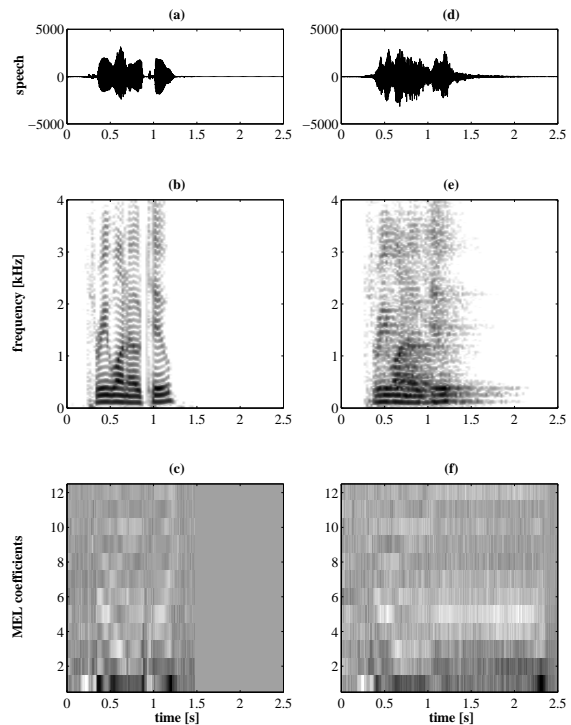 (a) (d)
5000 5000
speech
0 0
−5000 −5000
0 0.5 1 1.5 2 2.5 0 0.5 1 1.5 2 2.5
(b) (e)
4 4
3 3
frequency [kHz]
2 2
1 1
0 0
0 0.5 1 1.5 2 2.5 0 0.5 1 1.5 2 2.5
(c) (f)
12 12
10 10
8 8
MEL coefficients
6 6
4 4
2 2
0 0.5 1 1.5 2 2.5 0 0.5 1 1.5 2 2.5
time [s] time [s]